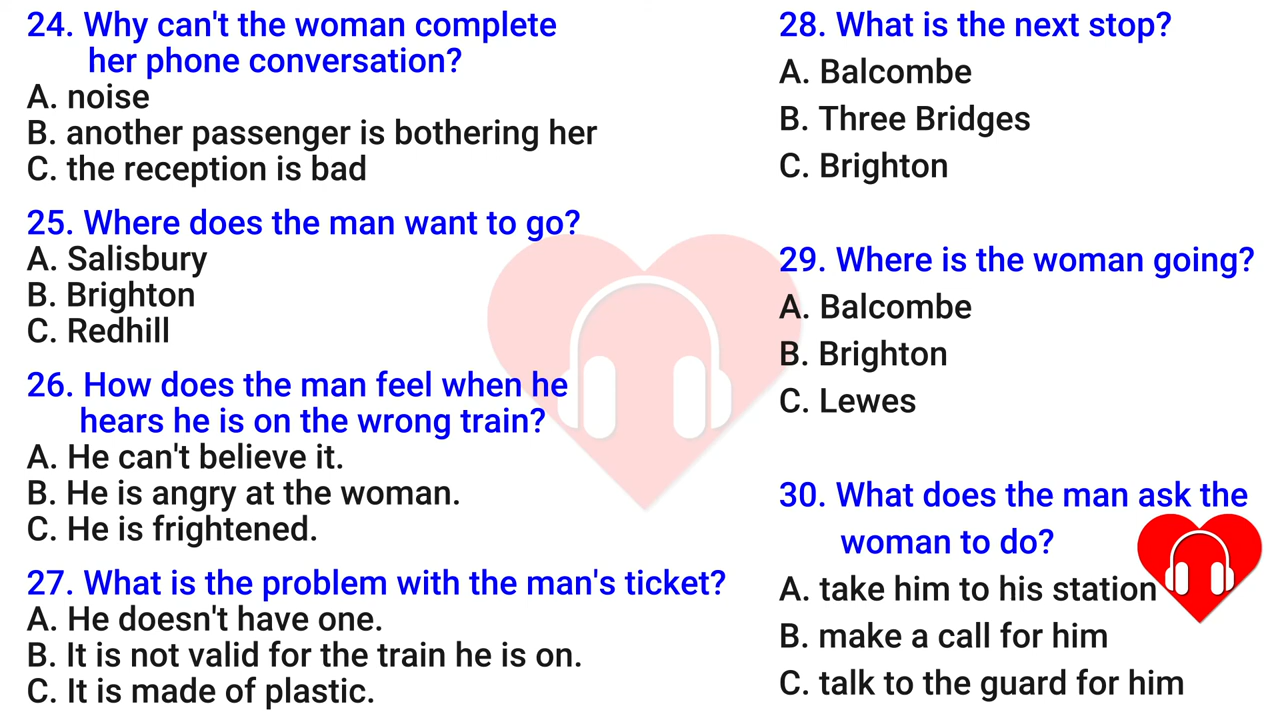 24. Why can't the woman complete
her phone conversation?
A. noise
B. another passenger is bothering her
C. the reception is bad
25. Where does the man want to go?
A. Salisbury
B. Brighton
C. Redhill
26. How does the man feel when he
hears he is on the wrong train?
A. He can't believe it.
B. He is angry at the woman.
C. He is frightened.
27. What is the problem with the man's ticket?
A. He doesn't have one.
B. It is not valid for the train he is on.
C. It is made of plastic.
28. What is the next stop?
A. Balcombe
B. Three Bridges
C. Brighton
29. Where is the woman going?
A. Balcombe
B. Brighton
C. Lewes
30. What does the man ask the
woman to do?
A. take him to his station
B. make a call for him
C. talk to the guard for him